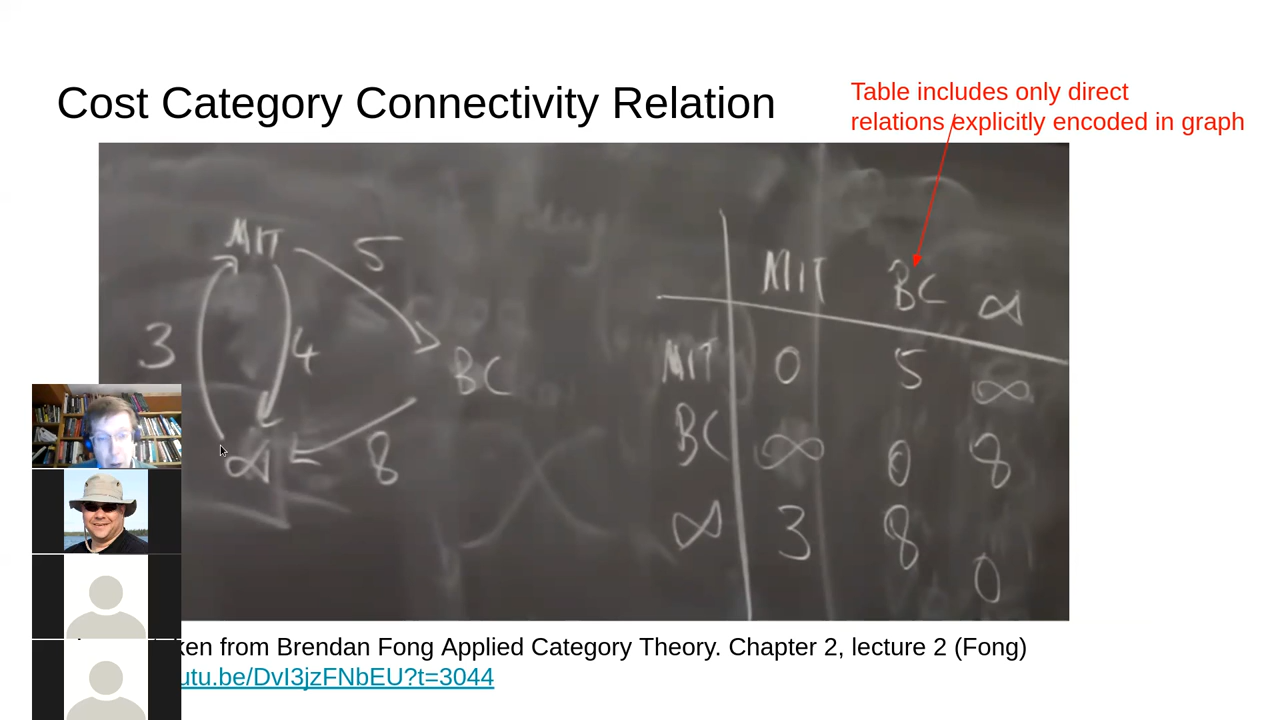 Cost Category Connectivity Relation
Table includes only direct
relations explicitly encoded in graph
MIT
5
3
4
BC
∝
8
MIT BC ∝
MIT 0 5 ∞
BC ∞ 0 8
∝ 3 8 0
ken from Brendan Fong Applied Category Theory. Chapter 2, lecture 2 (Fong)
utu.be/DvI3jzFNbEU?t=3044